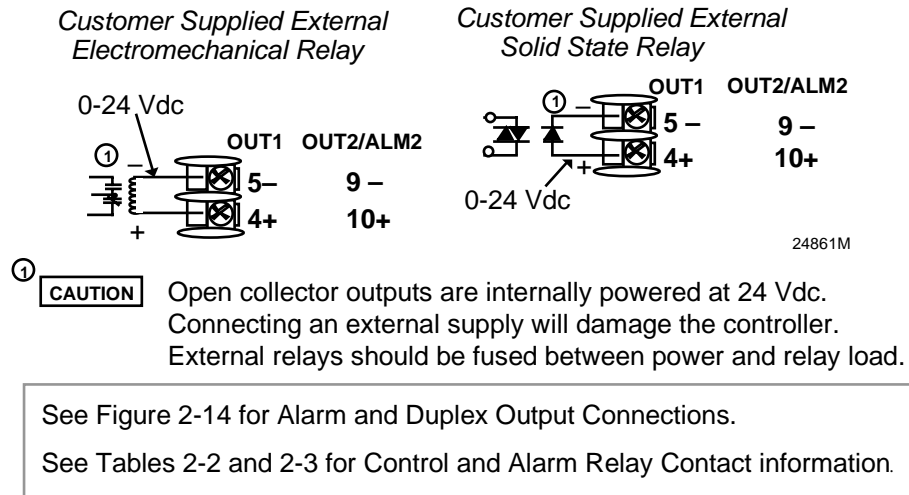 Customer Supplied External
Electromechanical Relay
0-24 Vdc
OUT1 OUT2/ALM2
1
–
5– 9 –
4+ 10+
+
Customer Supplied External
Solid State Relay
OUT1 OUT2/ALM2
1 –
5 – 9 –
4+ 10+
+
0-24 Vdc
24861M
1
CAUTION Open collector outputs are internally powered at 24 Vdc.
Connecting an external supply will damage the controller.
External relays should be fused between power and relay load.
See Figure 2-14 for Alarm and Duplex Output Connections.
See Tables 2-2 and 2-3 for Control and Alarm Relay Contact information.